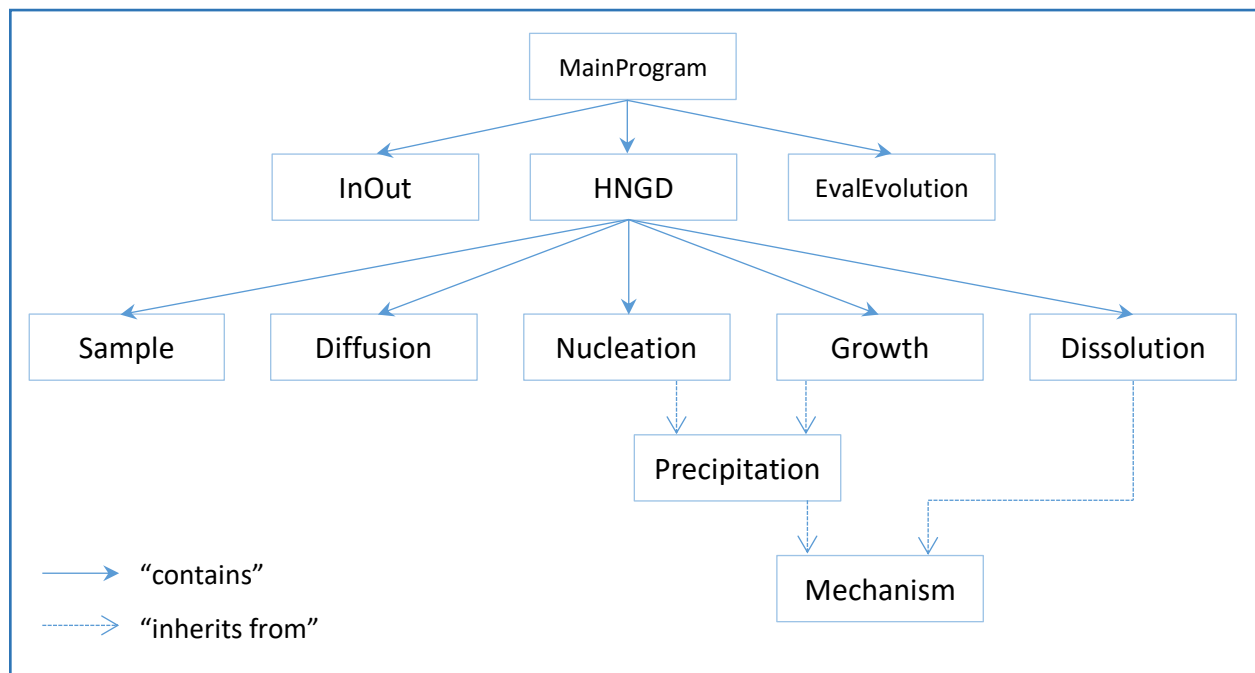 MainProgram
InOut
HNGD
EvalEvolution
Sample
Diffusion
Nucleation
Growth
Dissolution
Precipitation
Mechanism
“contains”
“inherits from”